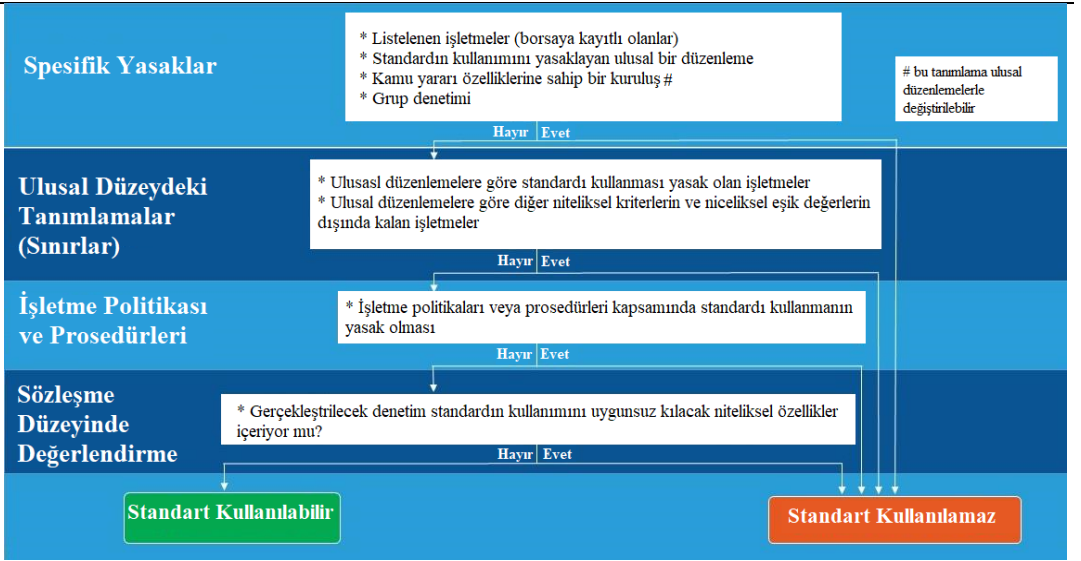 Spesifik Yasaklar
* Listelenen işletmeler (borsaya kayıtlı olanlar)
* Standardın kullanımını yasaklayan ulusal bir düzenleme
* Kamu yararı özelliklerine sahip bir kuruluş #
* Grup denetimi
# bu tanımlama ulusal
düzenlemelerle
değiştirilebilir
Hayır Evet
Ulusal Düzeydeki
Tanımlamalar
(Sınırlar)
* Ulusasl düzenlemelere göre standardı kullanması yasak olan işletmeler
* Ulusal düzenlemelere göre diğer niteliksel kriterlerin ve niceliksel eşik değerlerin
dışında kalan işletmeler
Hayır Evet
İşletme Politikası
ve Prosedürleri
* İşletme politikaları veya prosedürleri kapsamında standardı kullanmanın
yasak olması
Hayır Evet
Sözleşme
Düzeyinde
Değerlendirme
* Gerçekleştrilecek denetim standardın kullanımını uygunsuz kılacak niteliksel özellikler
içeriyor mu?
Hayır Evet
Standart Kullanılabilir
Standart Kullanılamaz